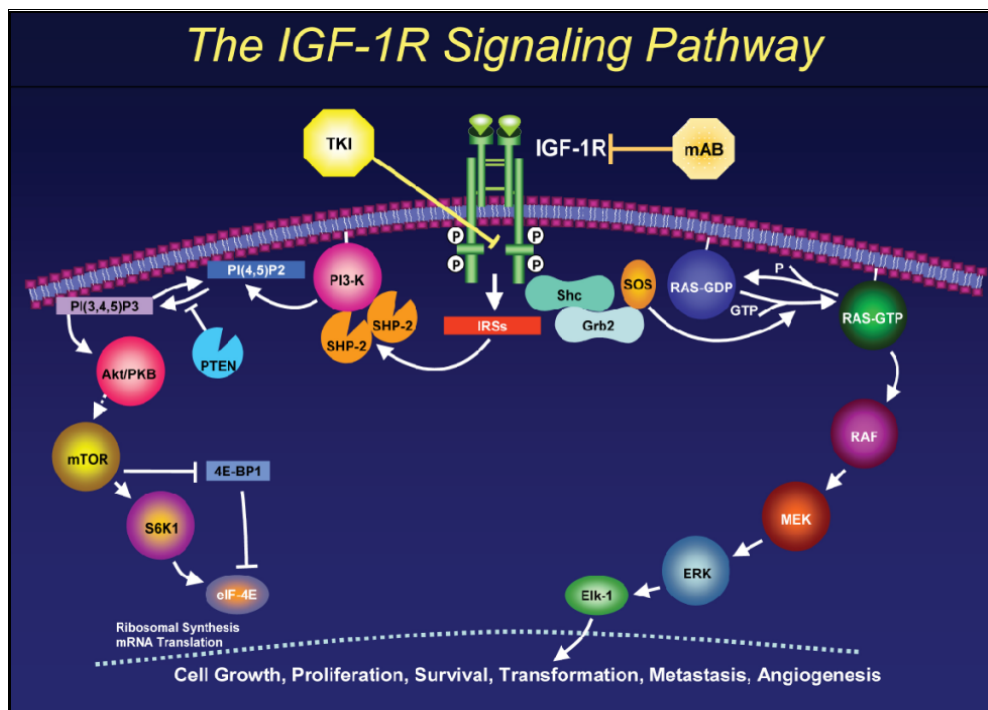 The IGF-1R Signaling Pathway
TKI
IGF-1R
mAB
P
P
P
P
PI(4,5)P2
PI3-K
PI(3,4,5)P3
SHP-2
SHP-2
PTEN
Akt/PKB
IRSs
Shc
Grb2
SOS
RAS-GDP
P
GTP
RAS-GTP
mTOR
4E-BP1
S6K1
eIF-4E
RAF
MEK
ERK
Elk-1
Ribosomal Synthesis
mRNA Translation
Cell Growth, Proliferation, Survival, Transformation, Metastasis, Angiogenesis